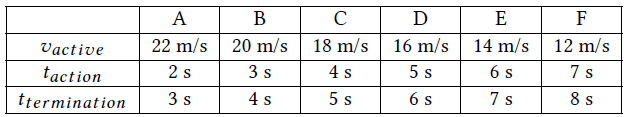 A B C D E F
v_active 22 m/s 20 m/s 18 m/s 16 m/s 14 m/s 12 m/s
t_action 2 s 3 s 4 s 5 s 6 s 7 s
t_termination 3 s 4 s 5 s 6 s 7 s 8 s